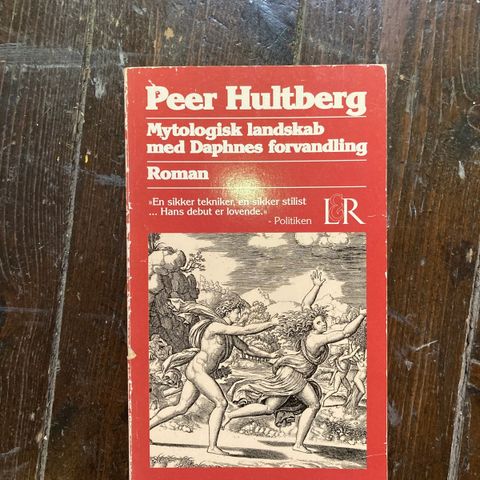 Peer Hultberg
Mytologisk landskab
med Daphnes forvandling
Roman
»En sikker tekniker, en sikker stilist
... Hans debut er lovende.«
- Politiken
L&R